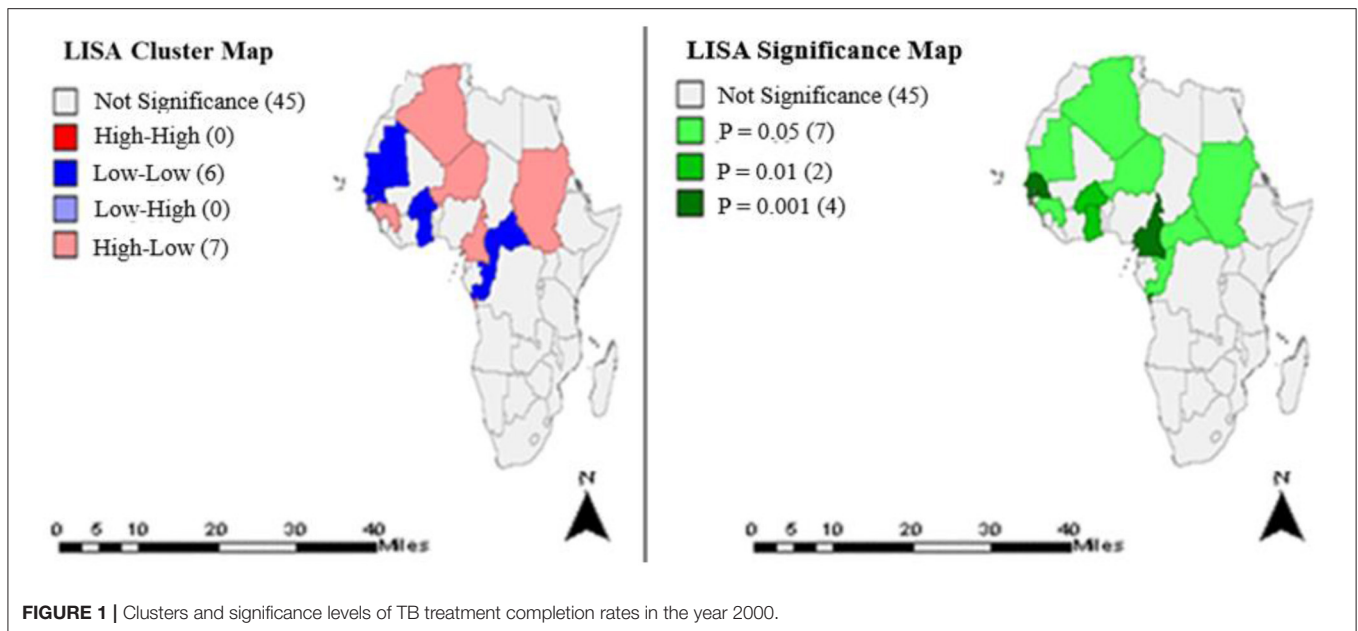 LISA Cluster Map
Not Significance (45)
High-High (0)
Low-Low (6)
Low-High (0)
High-Low (7)
N
0 5 10 20 30 40
Miles
LISA Significance Map
Not Significance (45)
P = 0.05 (7)
P = 0.01 (2)
P = 0.001 (4)
N
0 5 10 20 30 40
Miles
FIGURE 1 | Clusters and significance levels of TB treatment completion rates in the year 2000.